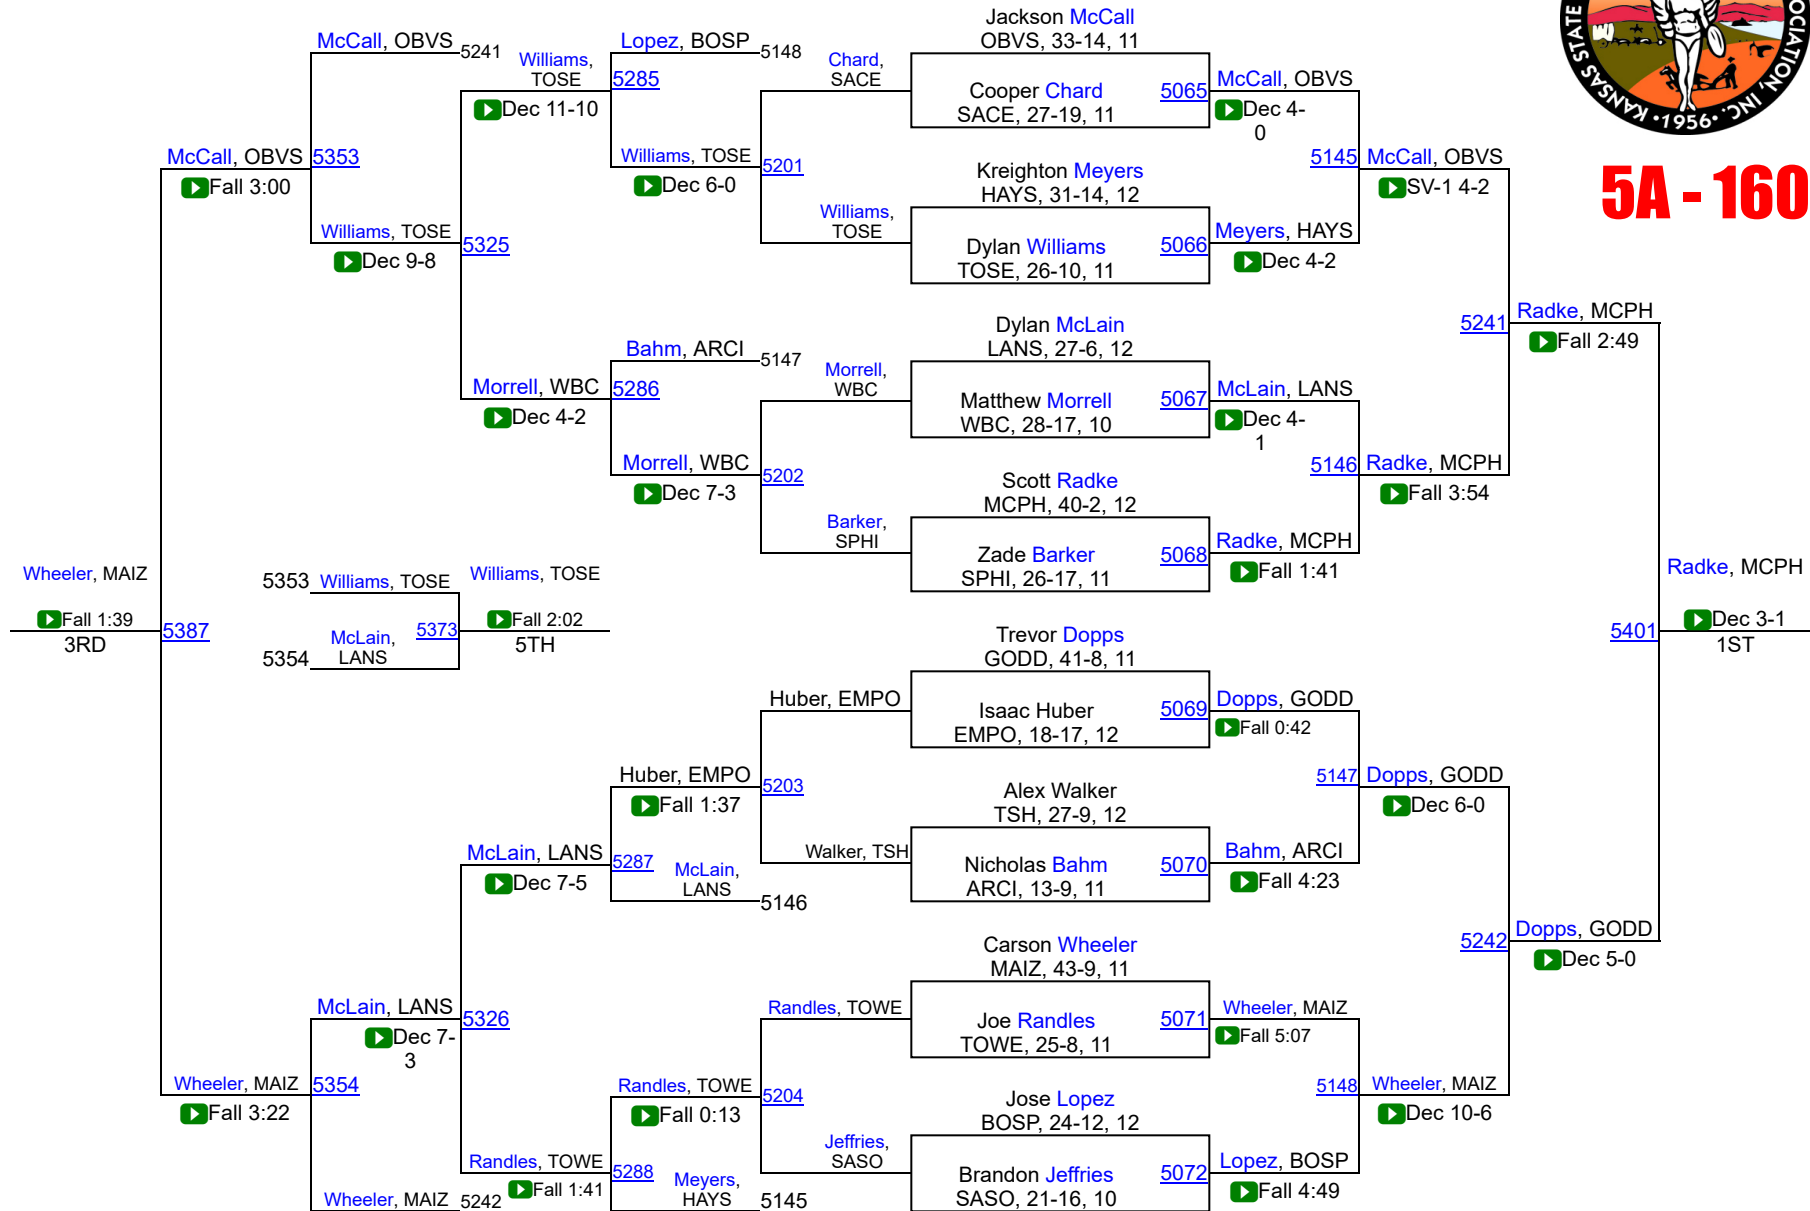 Jackson McCall
OBVS, 33-14, 11
McCall, OBVS
5241
Williams,
TOSE
Lopez, BOSP
5148
Chard,
SACE
5285
Dec 11-10
Cooper Chard
SACE, 27-19, 11
5065
McCall, OBVS
Dec 4-
0
KANSAS STATE
OCIATION, INC.
•1956•
5A - 160
McCall, OBVS
5353
Fall 3:00
Williams, TOSE
5201
Dec 6-0
Kreighton Meyers
HAYS, 31-14, 12
5145
McCall, OBVS
SV-1 4-2
Williams, TOSE
5325
Dec 9-8
Williams,
TOSE
Dylan Williams
TOSE, 26-10, 11
5066
Meyers, HAYS
Dec 4-2
Dylan McLain
LANS, 27-6, 12
5241
Radke, MCPH
Fall 2:49
Bahm, ARCI
5147
Morrell,
WBC
Morrell, WBC
5286
Dec 4-2
Matthew Morrell
WBC, 28-17, 10
5067
McLain, LANS
Dec 4-
1
Morrell, WBC
5202
Dec 7-3
Scott Radke
MCPH, 40-2, 12
5146
Radke, MCPH
Fall 3:54
Barker,
SPHI
Zade Barker
SPHI, 26-17, 11
5068
Radke, MCPH
Fall 1:41
Wheeler, MAIZ
Fall 1:39
3RD
5387
5353
Williams, TOSE
Williams, TOSE
McLain,
LANS
5373
5354
Fall 2:02
5TH
Radke, MCPH
5401
Dec 3-1
1ST
Trevor Dopps
GODD, 41-8, 11
Huber, EMPO
Isaac Huber
EMPO, 18-17, 12
5069
Dopps, GODD
Fall 0:42
Huber, EMPO
5203
Fall 1:37
Alex Walker
TSH, 27-9, 12
5147
Dopps, GODD
Dec 6-0
McLain, LANS
5287
Dec 7-5
McLain,
LANS
5146
Walker, TSH
Nicholas Bahm
ARCI, 13-9, 11
5070
Bahm, ARCI
Fall 4:23
5242
Dopps, GODD
Dec 5-0
Carson Wheeler
MAIZ, 43-9, 11
McLain, LANS
5326
Dec 7-
3
Randles, TOWE
Joe Randles
TOWE, 25-8, 11
5071
Wheeler, MAIZ
Fall 5:07
Wheeler, MAIZ
5354
Fall 3:22
Randles, TOWE
5204
Fall 0:13
Jose Lopez
BOSP, 24-12, 12
5148
Wheeler, MAIZ
Dec 10-6
Jeffries,
SASO
Randles, TOWE
5288
Fall 1:41
Meyers,
HAYS
5145
Brandon Jeffries
SASO, 21-16, 10
5072
Lopez, BOSP
Fall 4:49
Wheeler, MAIZ
5242